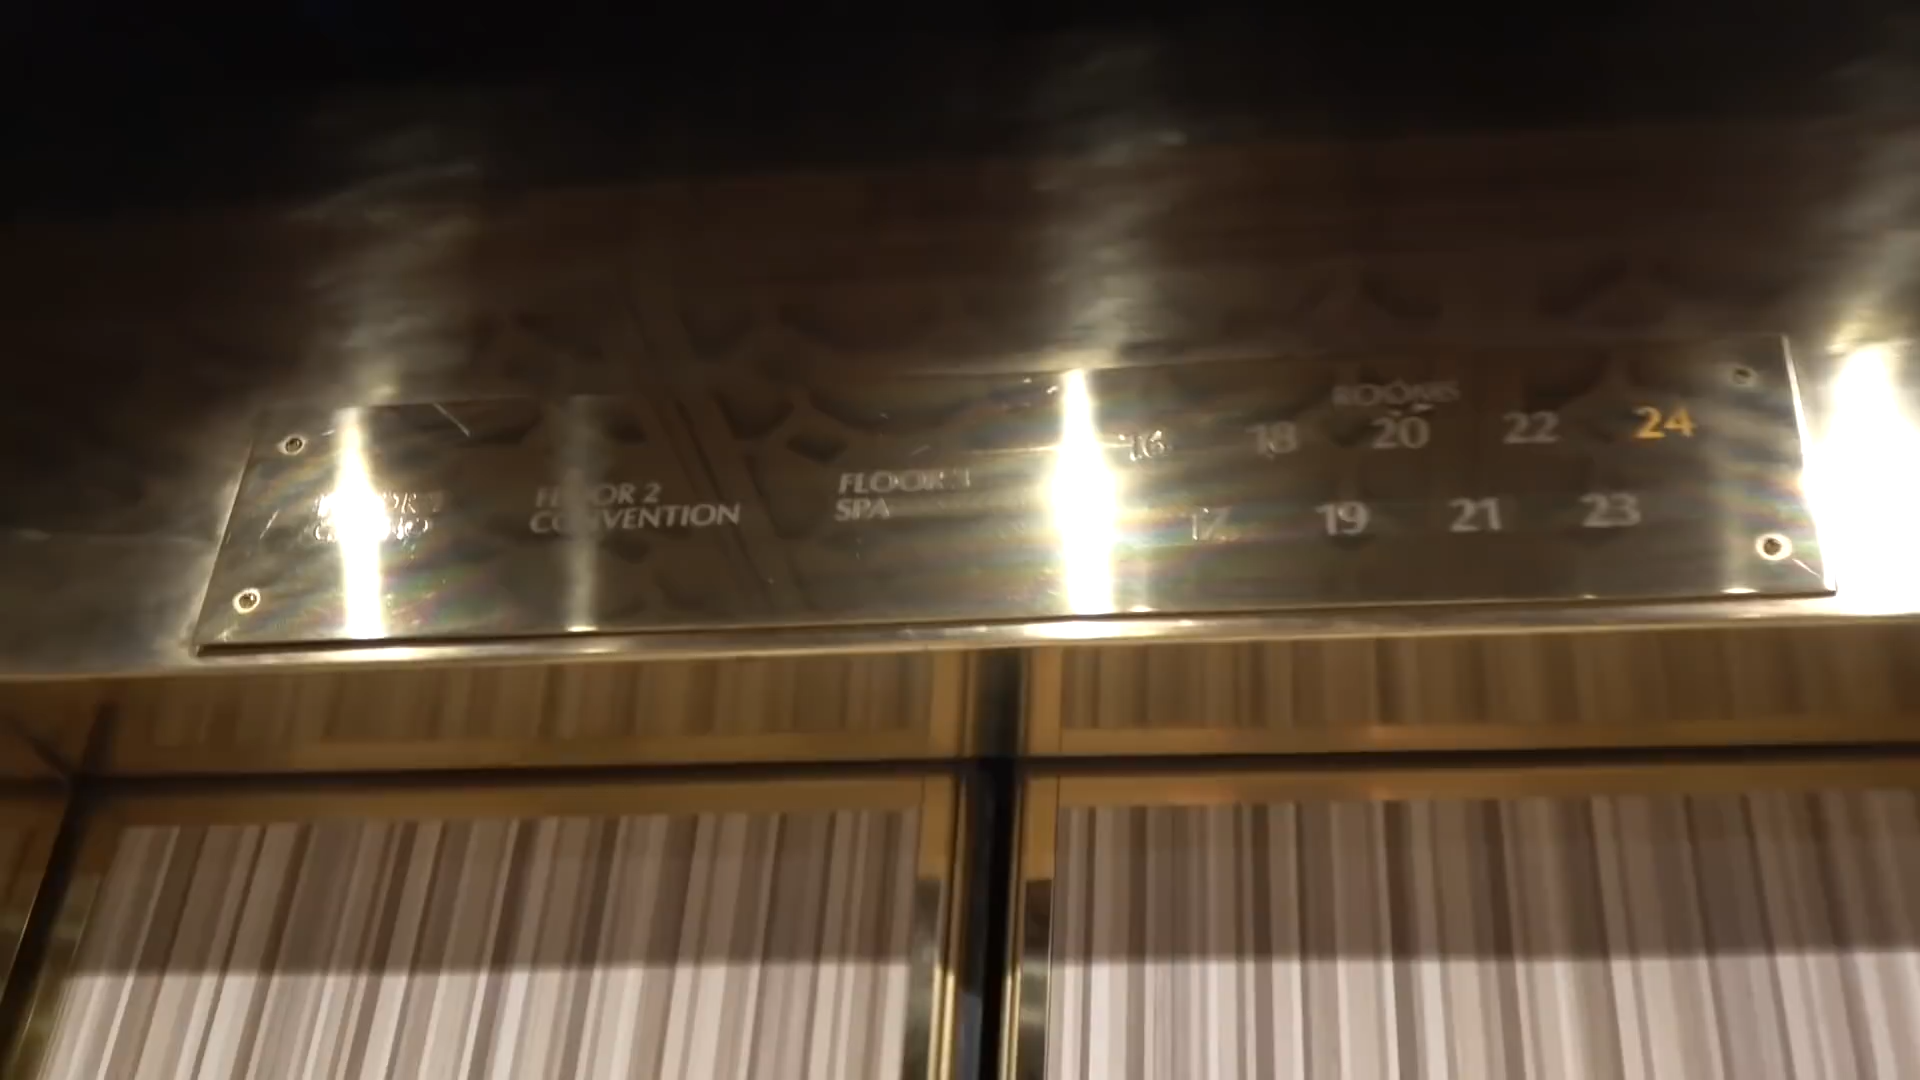 FLOOR 2
CONVENTION
FLOOR 3
SPA
ROOMS
16 18 20 22 24
17 19 21 23